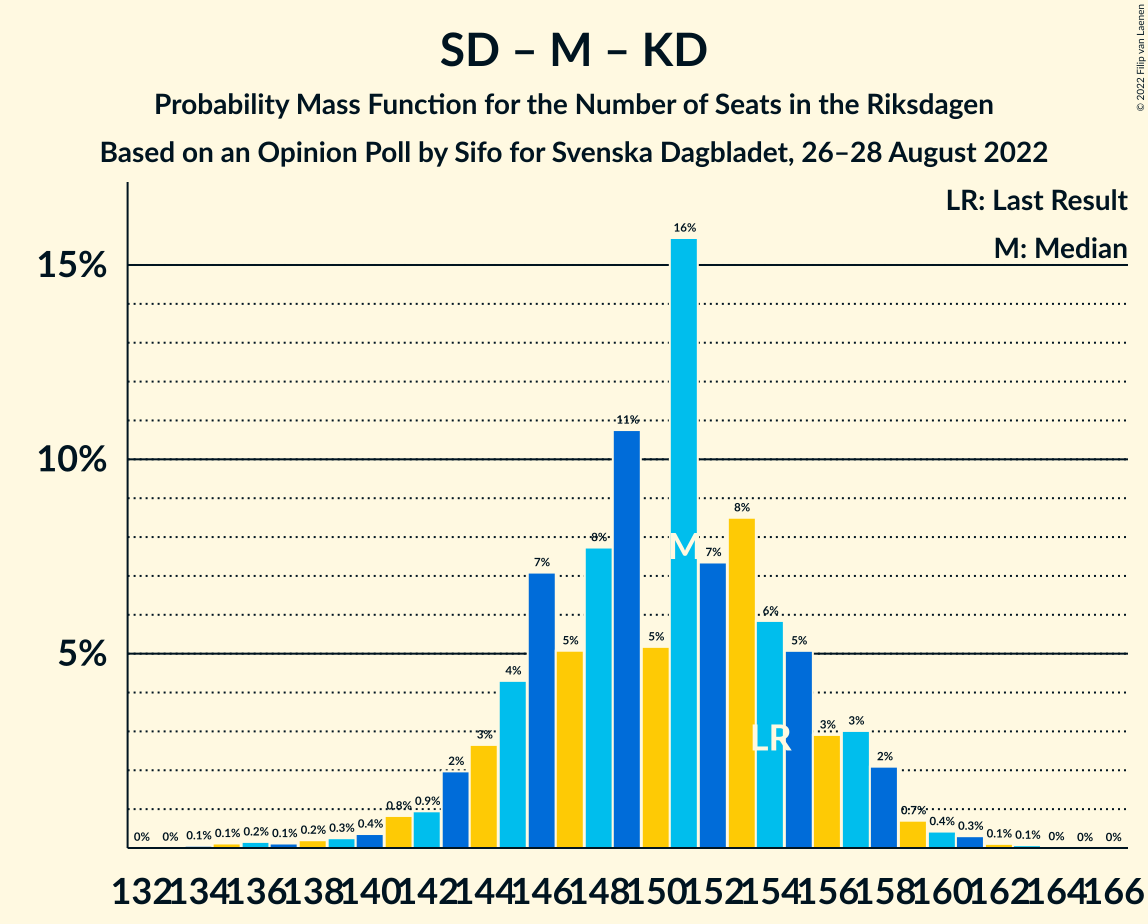 SD – M – KD
Probability Mass Function for the Number of Seats in the Riksdagen
Based on an Opinion Poll by Sifo for Svenska Dagbladet, 26–28 August 2022
© 2022 Filip van Laenen
LR: Last Result
M: Median
15%
10%
5%
0% 0% 0.1% 0.1% 0.2% 0.1% 0.2% 0.3% 0.4% 0.8% 0.9% 2% 3% 4% 7% 5% 8% 11% 5% 16% 7% 8% 6% 5% 3% 3% 2% 0.7% 0.4% 0.3% 0.1% 0.1% 0% 0% 0%
M
LR
132 134 136 138 140 142 144 146 148 150 152 154 156 158 160 162 164 166